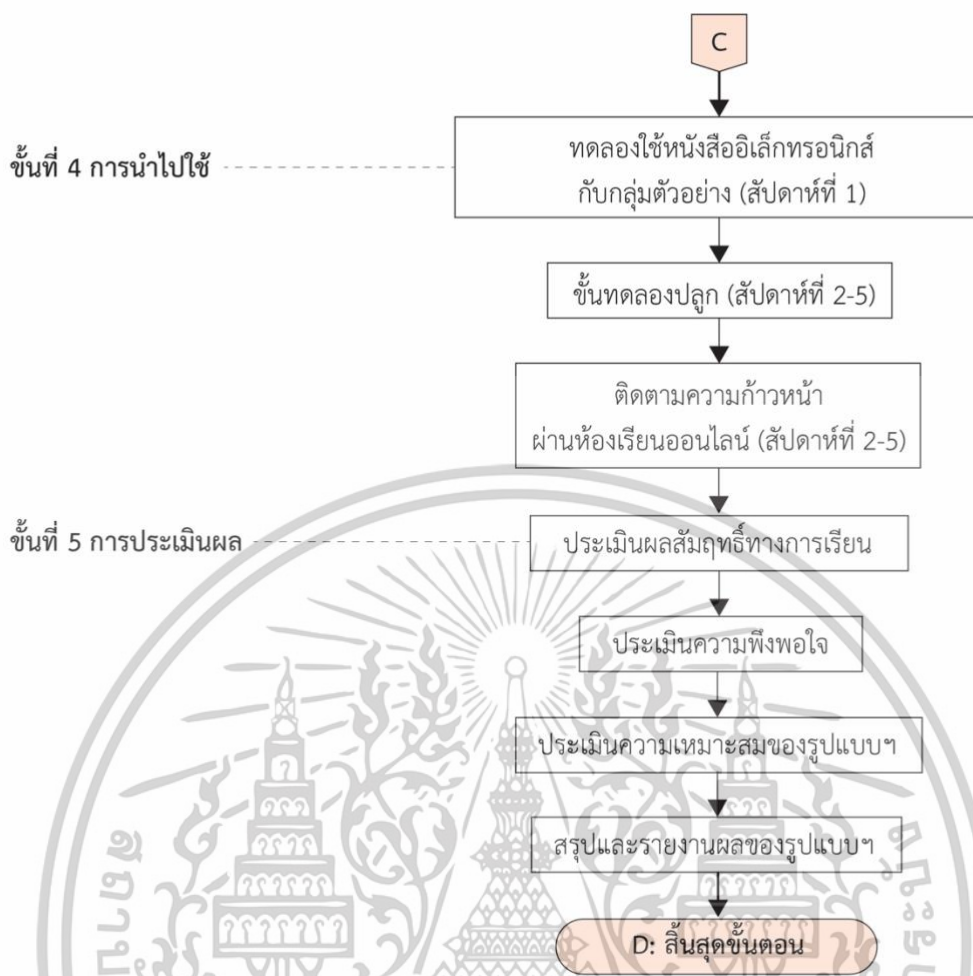 C
ขั้นที่ 4 การนำไปใช้
ทดลองใช้หนังสืออิเล็กทรอนิกส์
กับกลุ่มตัวอย่าง (สัปดาห์ที่ 1)
ขั้นทดลองปลูก (สัปดาห์ที่ 2-5)
ติดตามความก้าวหน้า
ผ่านห้องเรียนออนไลน์ (สัปดาห์ที่ 2-5)
ขั้นที่ 5 การประเมินผล
ประเมินผลสัมฤทธิ์ทางการเรียน
ประเมินความพึงพอใจ
ประเมินความเหมาะสมของรูปแบบฯ
สรุปและรายงานผลของรูปแบบฯ
D: สิ้นสุดขั้นตอน